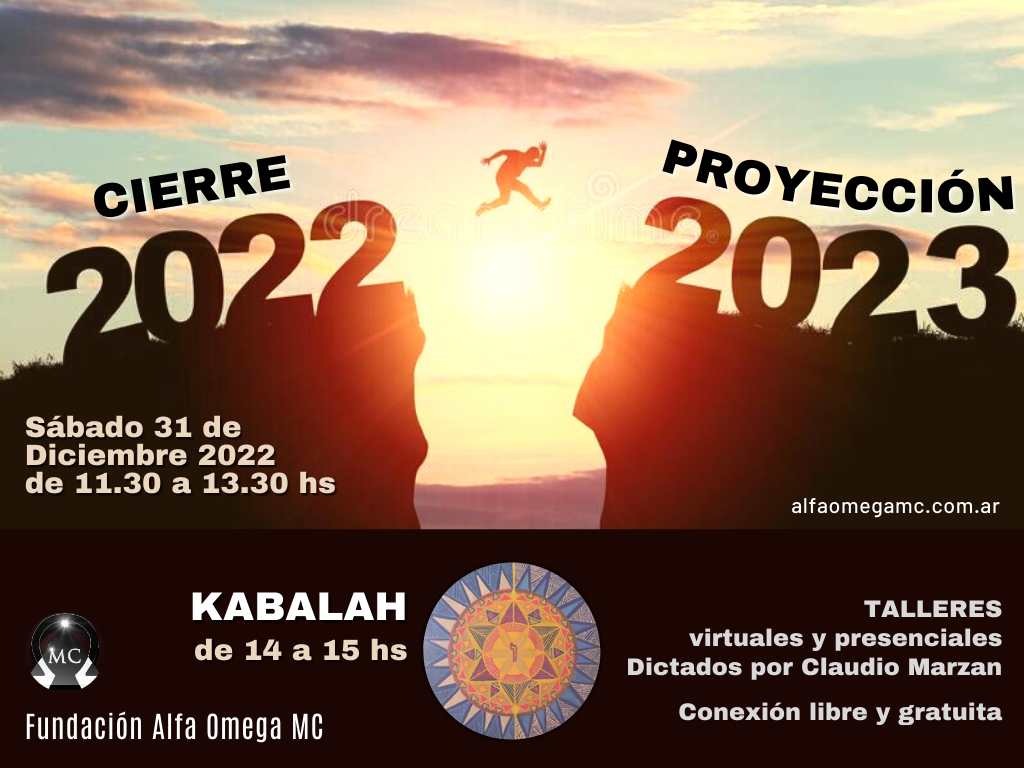 CIERRE
2022
PROYECCIÓN
2023
dreamstime
Sábado 31 de
Diciembre 2022
de 11.30 a 13.30 hs
alfaomegamc.com.ar
KABALAH
de 14 a 15 hs
MC
Fundación Alfa Omega MC
TALLERES
virtuales y presenciales
Dictados por Claudio Marzan
Conexión libre y gratuita